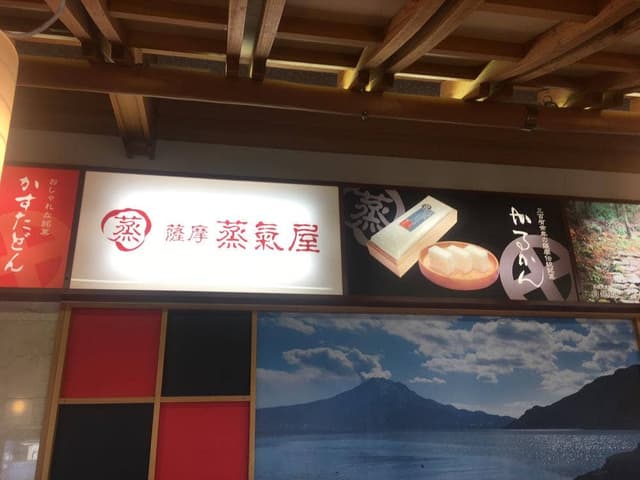 おしゃれな銘菓
かすたどん
蒸
薩摩 蒸氣屋
蒸
かるかん